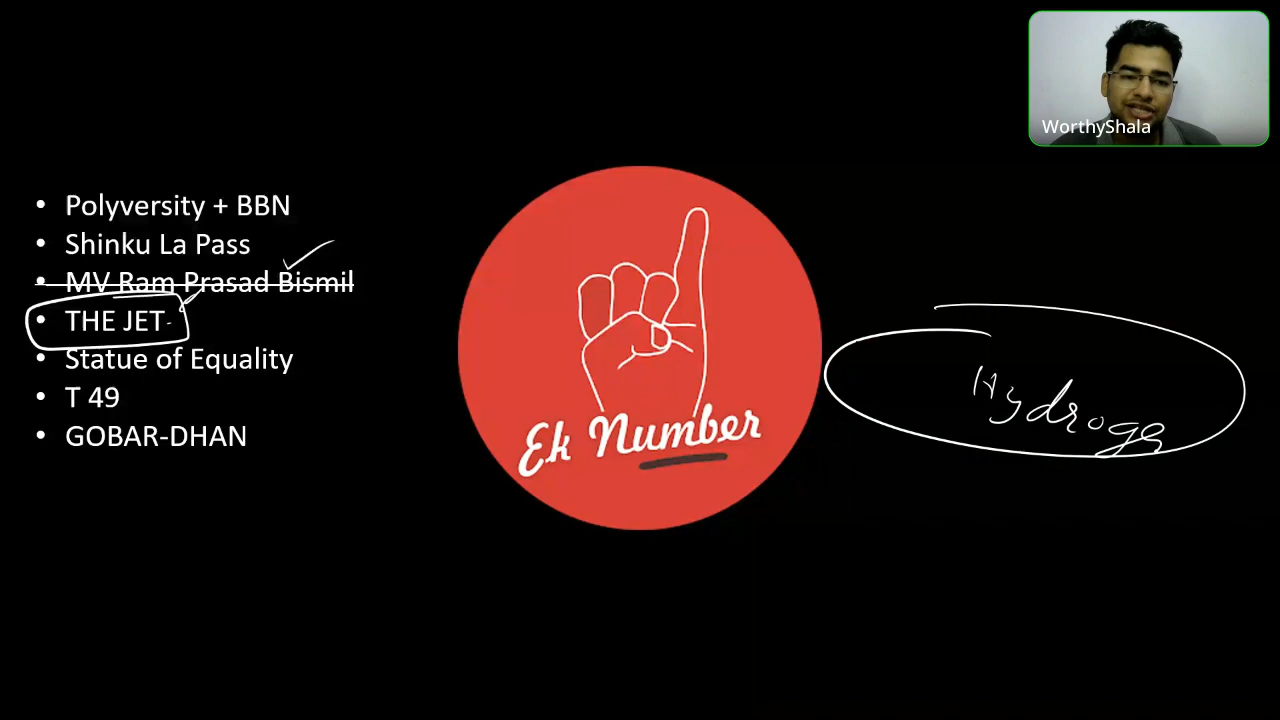 WorthyShala
Polyversity + BBN
Shinku La Pass
MV Ram Prasad Bismil
THE JET
Statue of Equality
T 49
GOBAR-DHAN
Ek Number